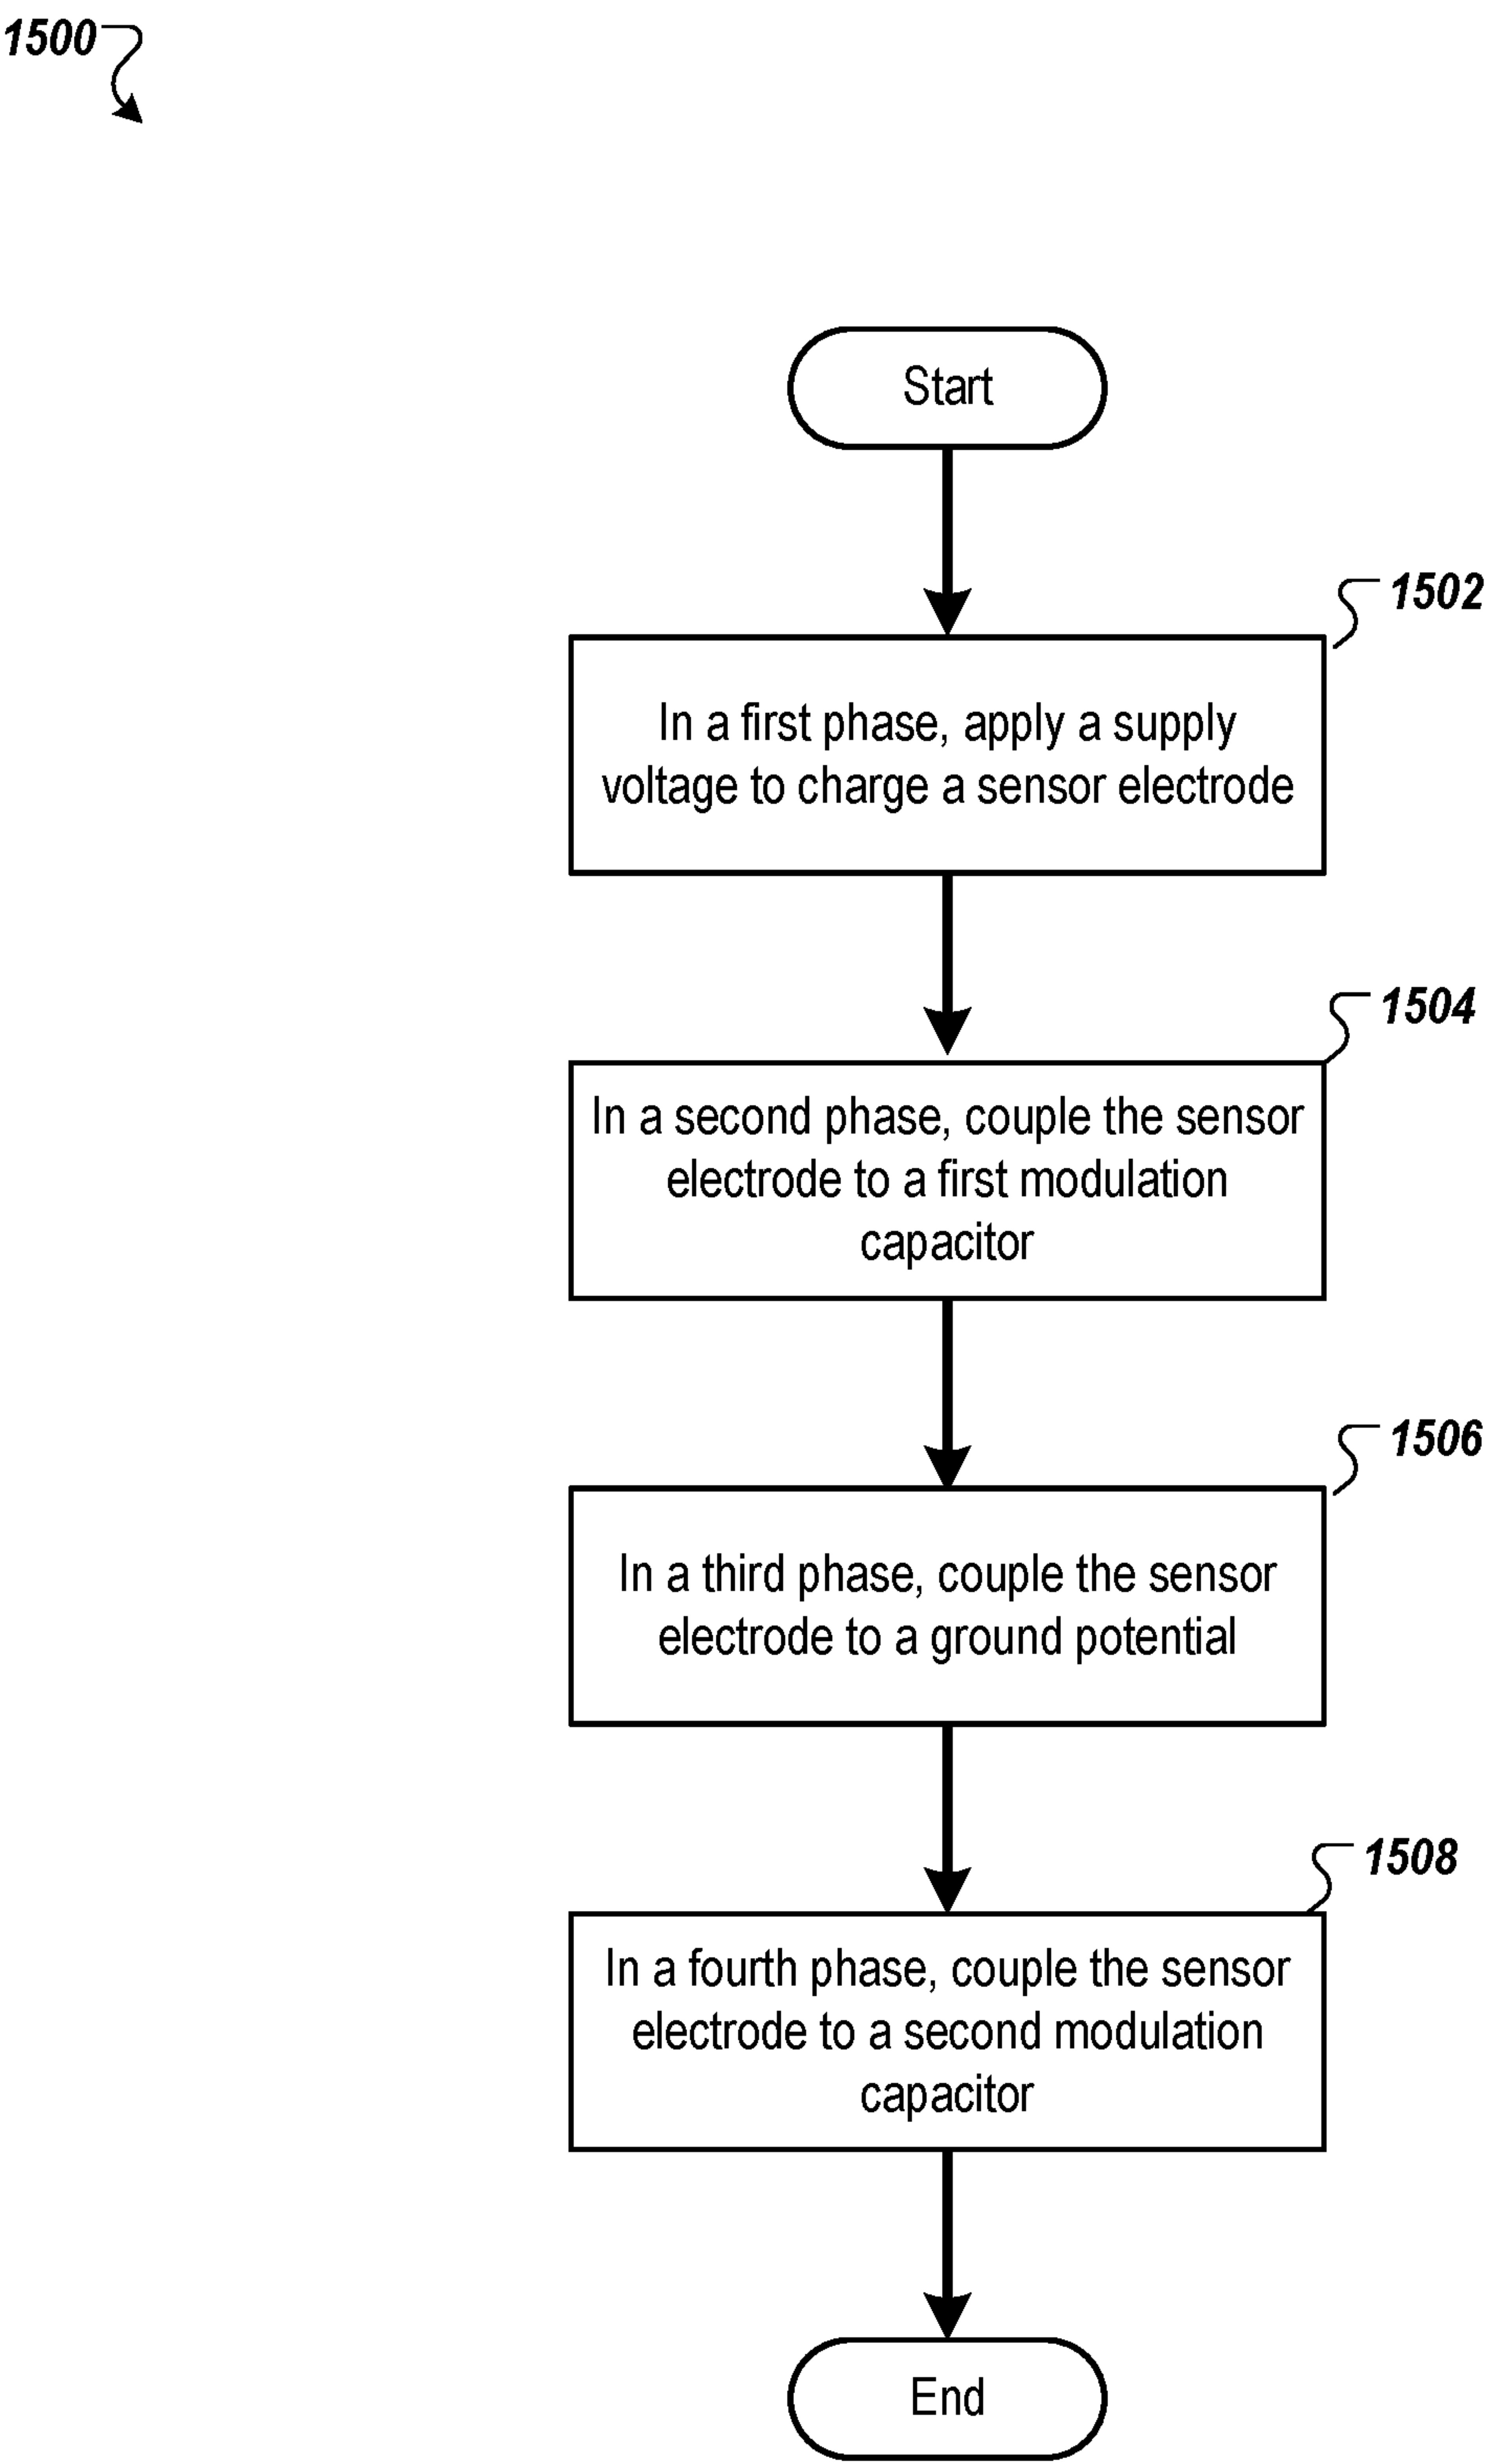 1500
Start
1502
In a first phase, apply a supply
voltage to charge a sensor electrode
1504
In a second phase, couple the sensor
electrode to a first modulation
capacitor
1506
In a third phase, couple the sensor
electrode to a ground potential
1508
In a fourth phase, couple the sensor
electrode to a second modulation
capacitor
End